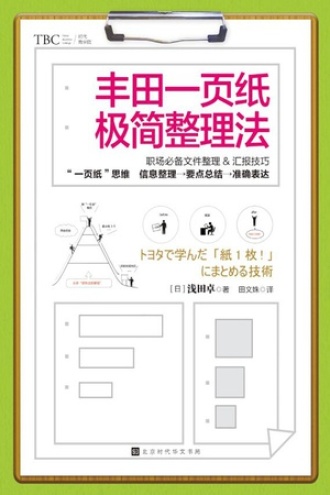 TBC
丰田一页纸
极简整理法
职场必备文件整理 & 汇报技巧
“一页纸”思维 信息整理→要点总结→准确表达
トヨタで学んだ「紙1枚!」
にまとめる技術
[日] 浅田卓 著 田文姝 译
北京时代华文书局